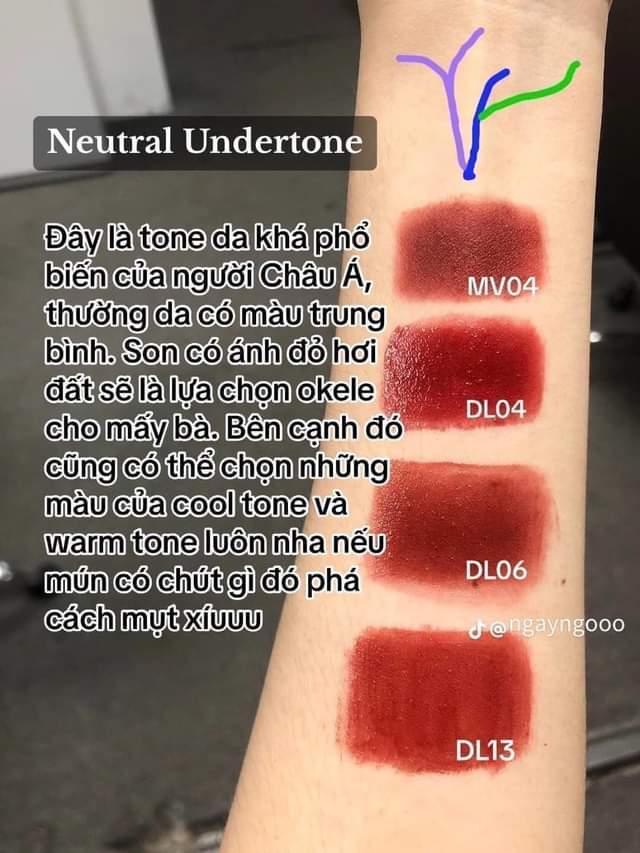 Neutral Undertone
Đây là tone da khá phổ
biến của người Châu Á,
thường da có màu trung
bình. Son có ánh đỏ hơi
đất sẽ là lựa chọn okele
cho mấy bà. Bên cạnh đó
cũng có thể chọn những
màu của cool tone và
warm tone luôn nha nếu
mún có chút gì đó phá
cách mụt xíuuu
MV04
DL04
DL06
@ngayngooo
DL13